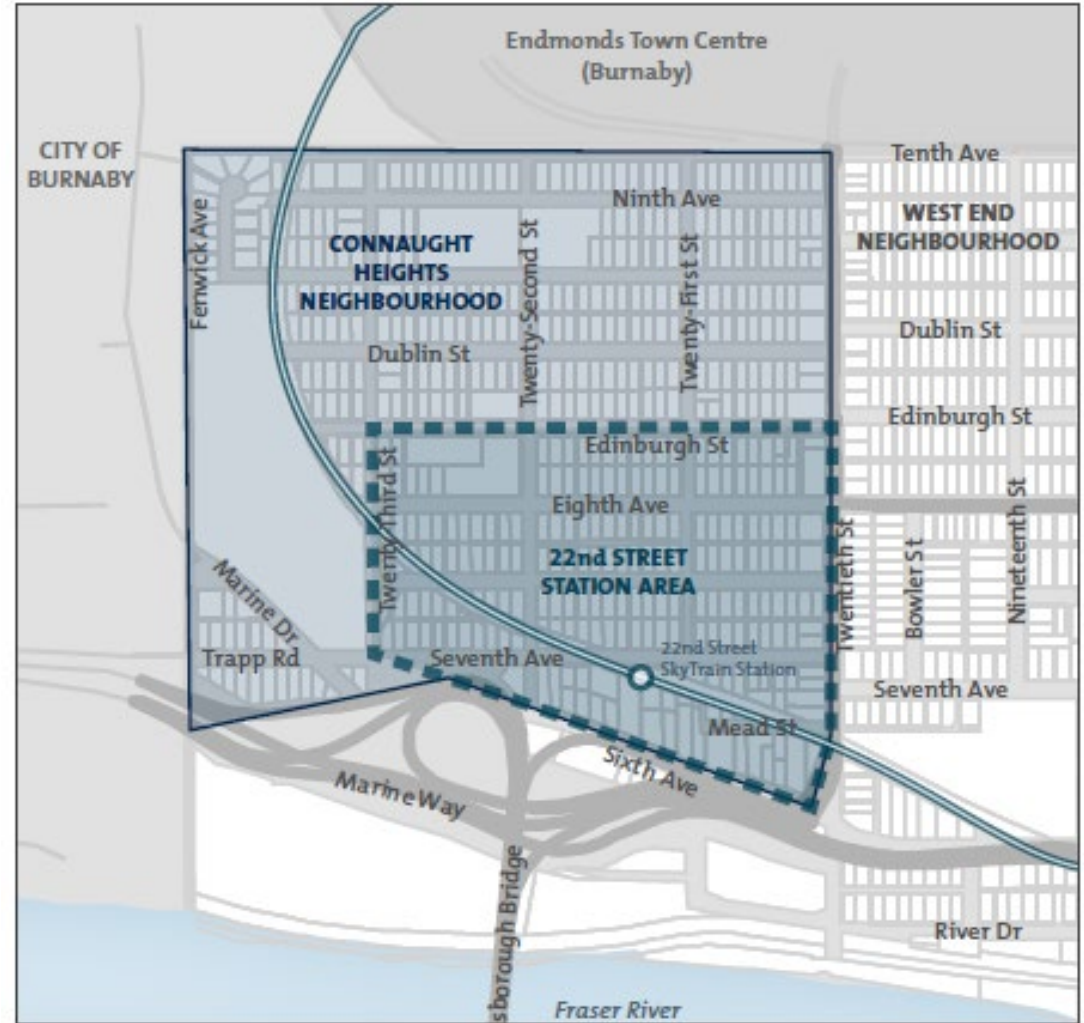 Endmonds Town Centre
(Burnaby)
CITY OF
BURNABY
Tenth Ave
Ninth Ave
WEST END
NEIGHBOURHOOD
Fenwick Ave
CONNAUGHT
HEIGHTS
NEIGHBOURHOOD
Twenty-Second St
Twenty-First St
Dublin St
Dublin St
Edinburgh St
Edinburgh St
Twenty-Third St
Eighth Ave
22nd STREET
STATION AREA
Twentieth St
Bowler St
Nineteenth St
Marine Dr
Trapp Rd
Seventh Ave
22nd Street
SkyTrain Station
Seventh Ave
Mead St
Sixth Ave
Marine Way
sborough Bridge
River Dr
Fraser River